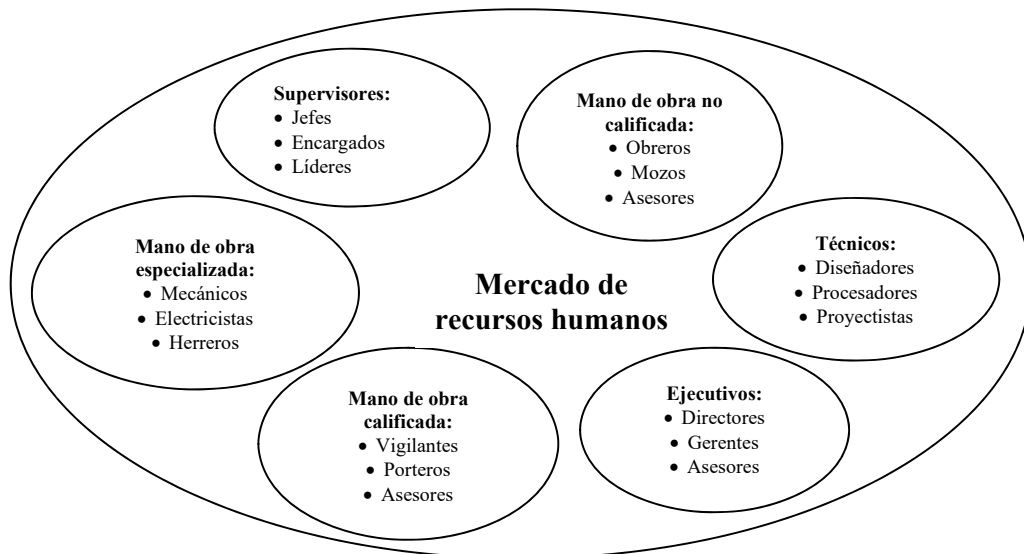 Supervisores:
• Jefes
• Encargados
• Líderes
Mano de obra no
calificada:
• Obreros
• Mozos
• Asesores
Mano de obra
especializada:
• Mecánicos
• Electricistas
• Herreros
Mercado de
recursos humanos
Técnicos:
• Diseñadores
• Procesadores
• Proyectistas
Mano de obra
calificada:
• Vigilantes
• Porteros
• Asesores
Ejecutivos:
• Directores
• Gerentes
• Asesores